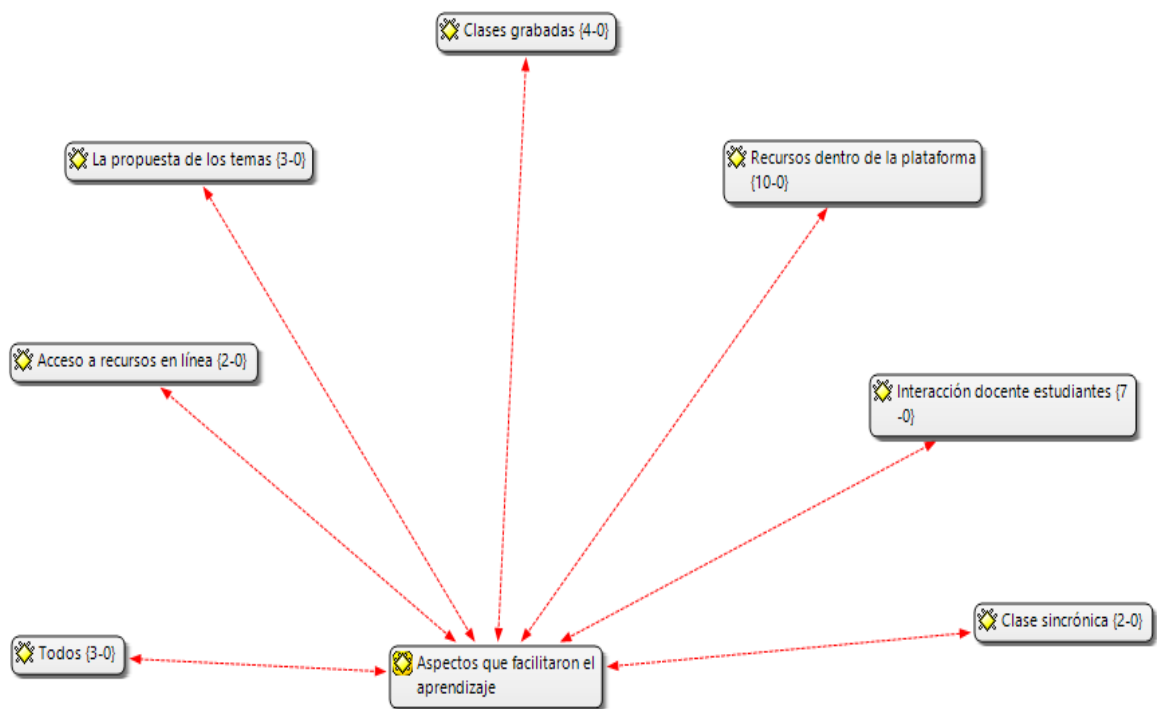 Clases grabadas {4-0}
La propuesta de los temas {3-0}
Recursos dentro de la plataforma
{10-0}
Acceso a recursos en línea {2-0}
Interacción docente estudiantes {7
-0}
Clase sincrónica {2-0}
Todos {3-0}
Aspectos que facilitaron el
aprendizaje